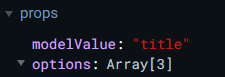 props
modelValue: "title"
options: Array[3]